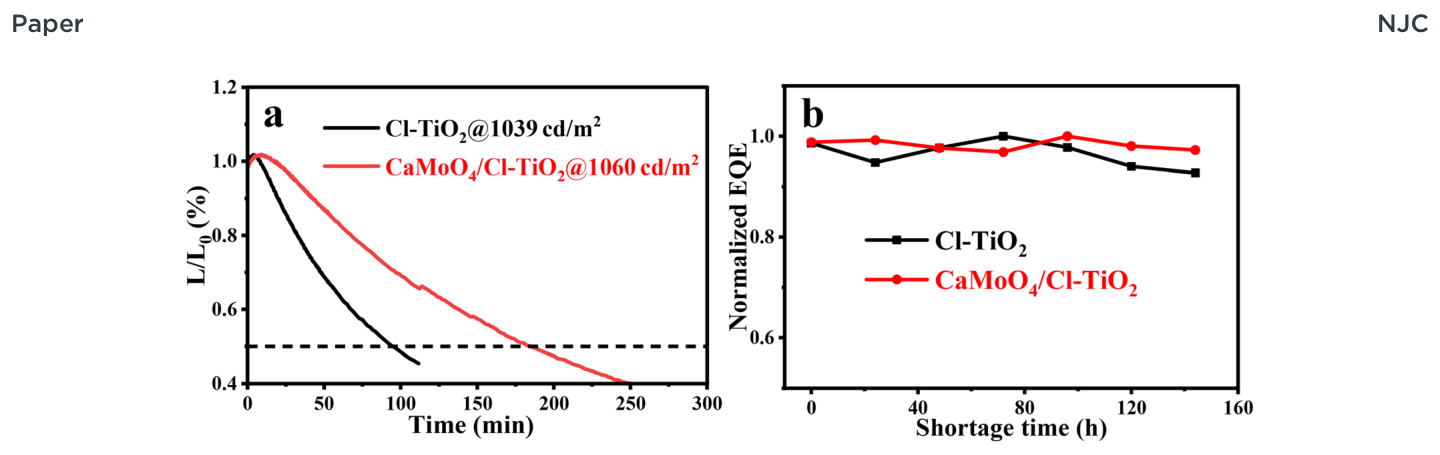 Paper
NJC
a
Cl-TiO₂@1039 cd/m²
CaMoO₄/Cl-TiO₂@1060 cd/m²
L/L₀ (%)
1.2
1.0
0.8
0.6
0.4
0
50
100
150
200
250
300
Time (min)
b
Cl-TiO₂
CaMoO₄/Cl-TiO₂
Normalized EQE
1.0
0.8
0.6
0
40
80
120
160
Shortage time (h)